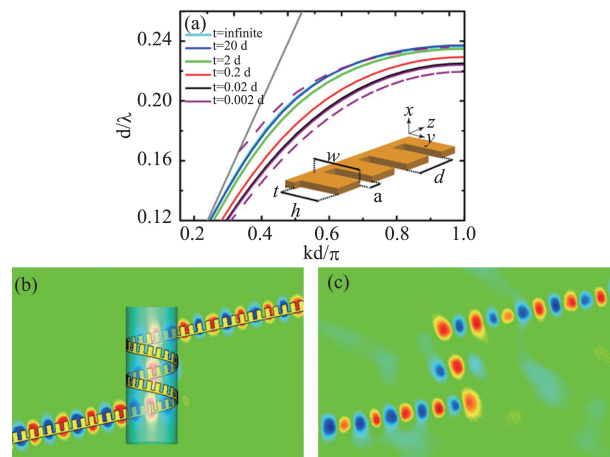 (a)
t=infinite
t=20 d
t=2 d
t=0.2 d
t=0.02 d
t=0.002 d
0.24
0.20
0.16
0.12
d/λ
0.2
0.4
0.6
0.8
1.0
kd/π
x
z
y
w
t
h
a
d
(b)
(c)